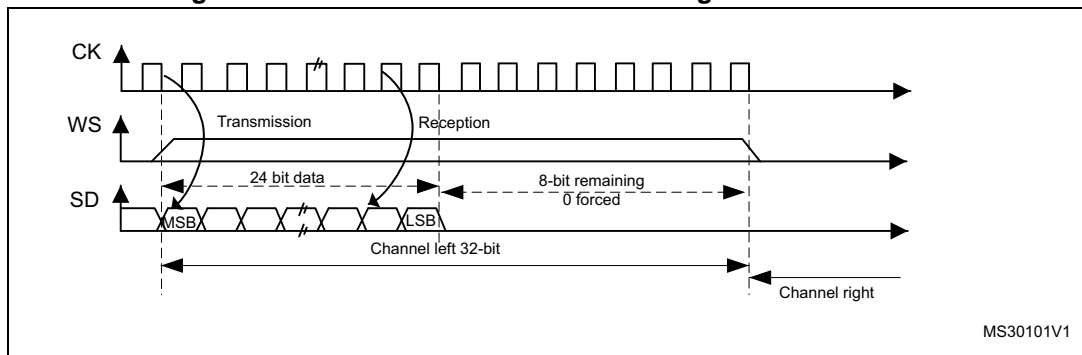 CK
WS
Transmission
Reception
24 bit data
8-bit remaining
0 forced
SD
MSB
LSB
Channel left 32-bit
Channel right
MS30101V1